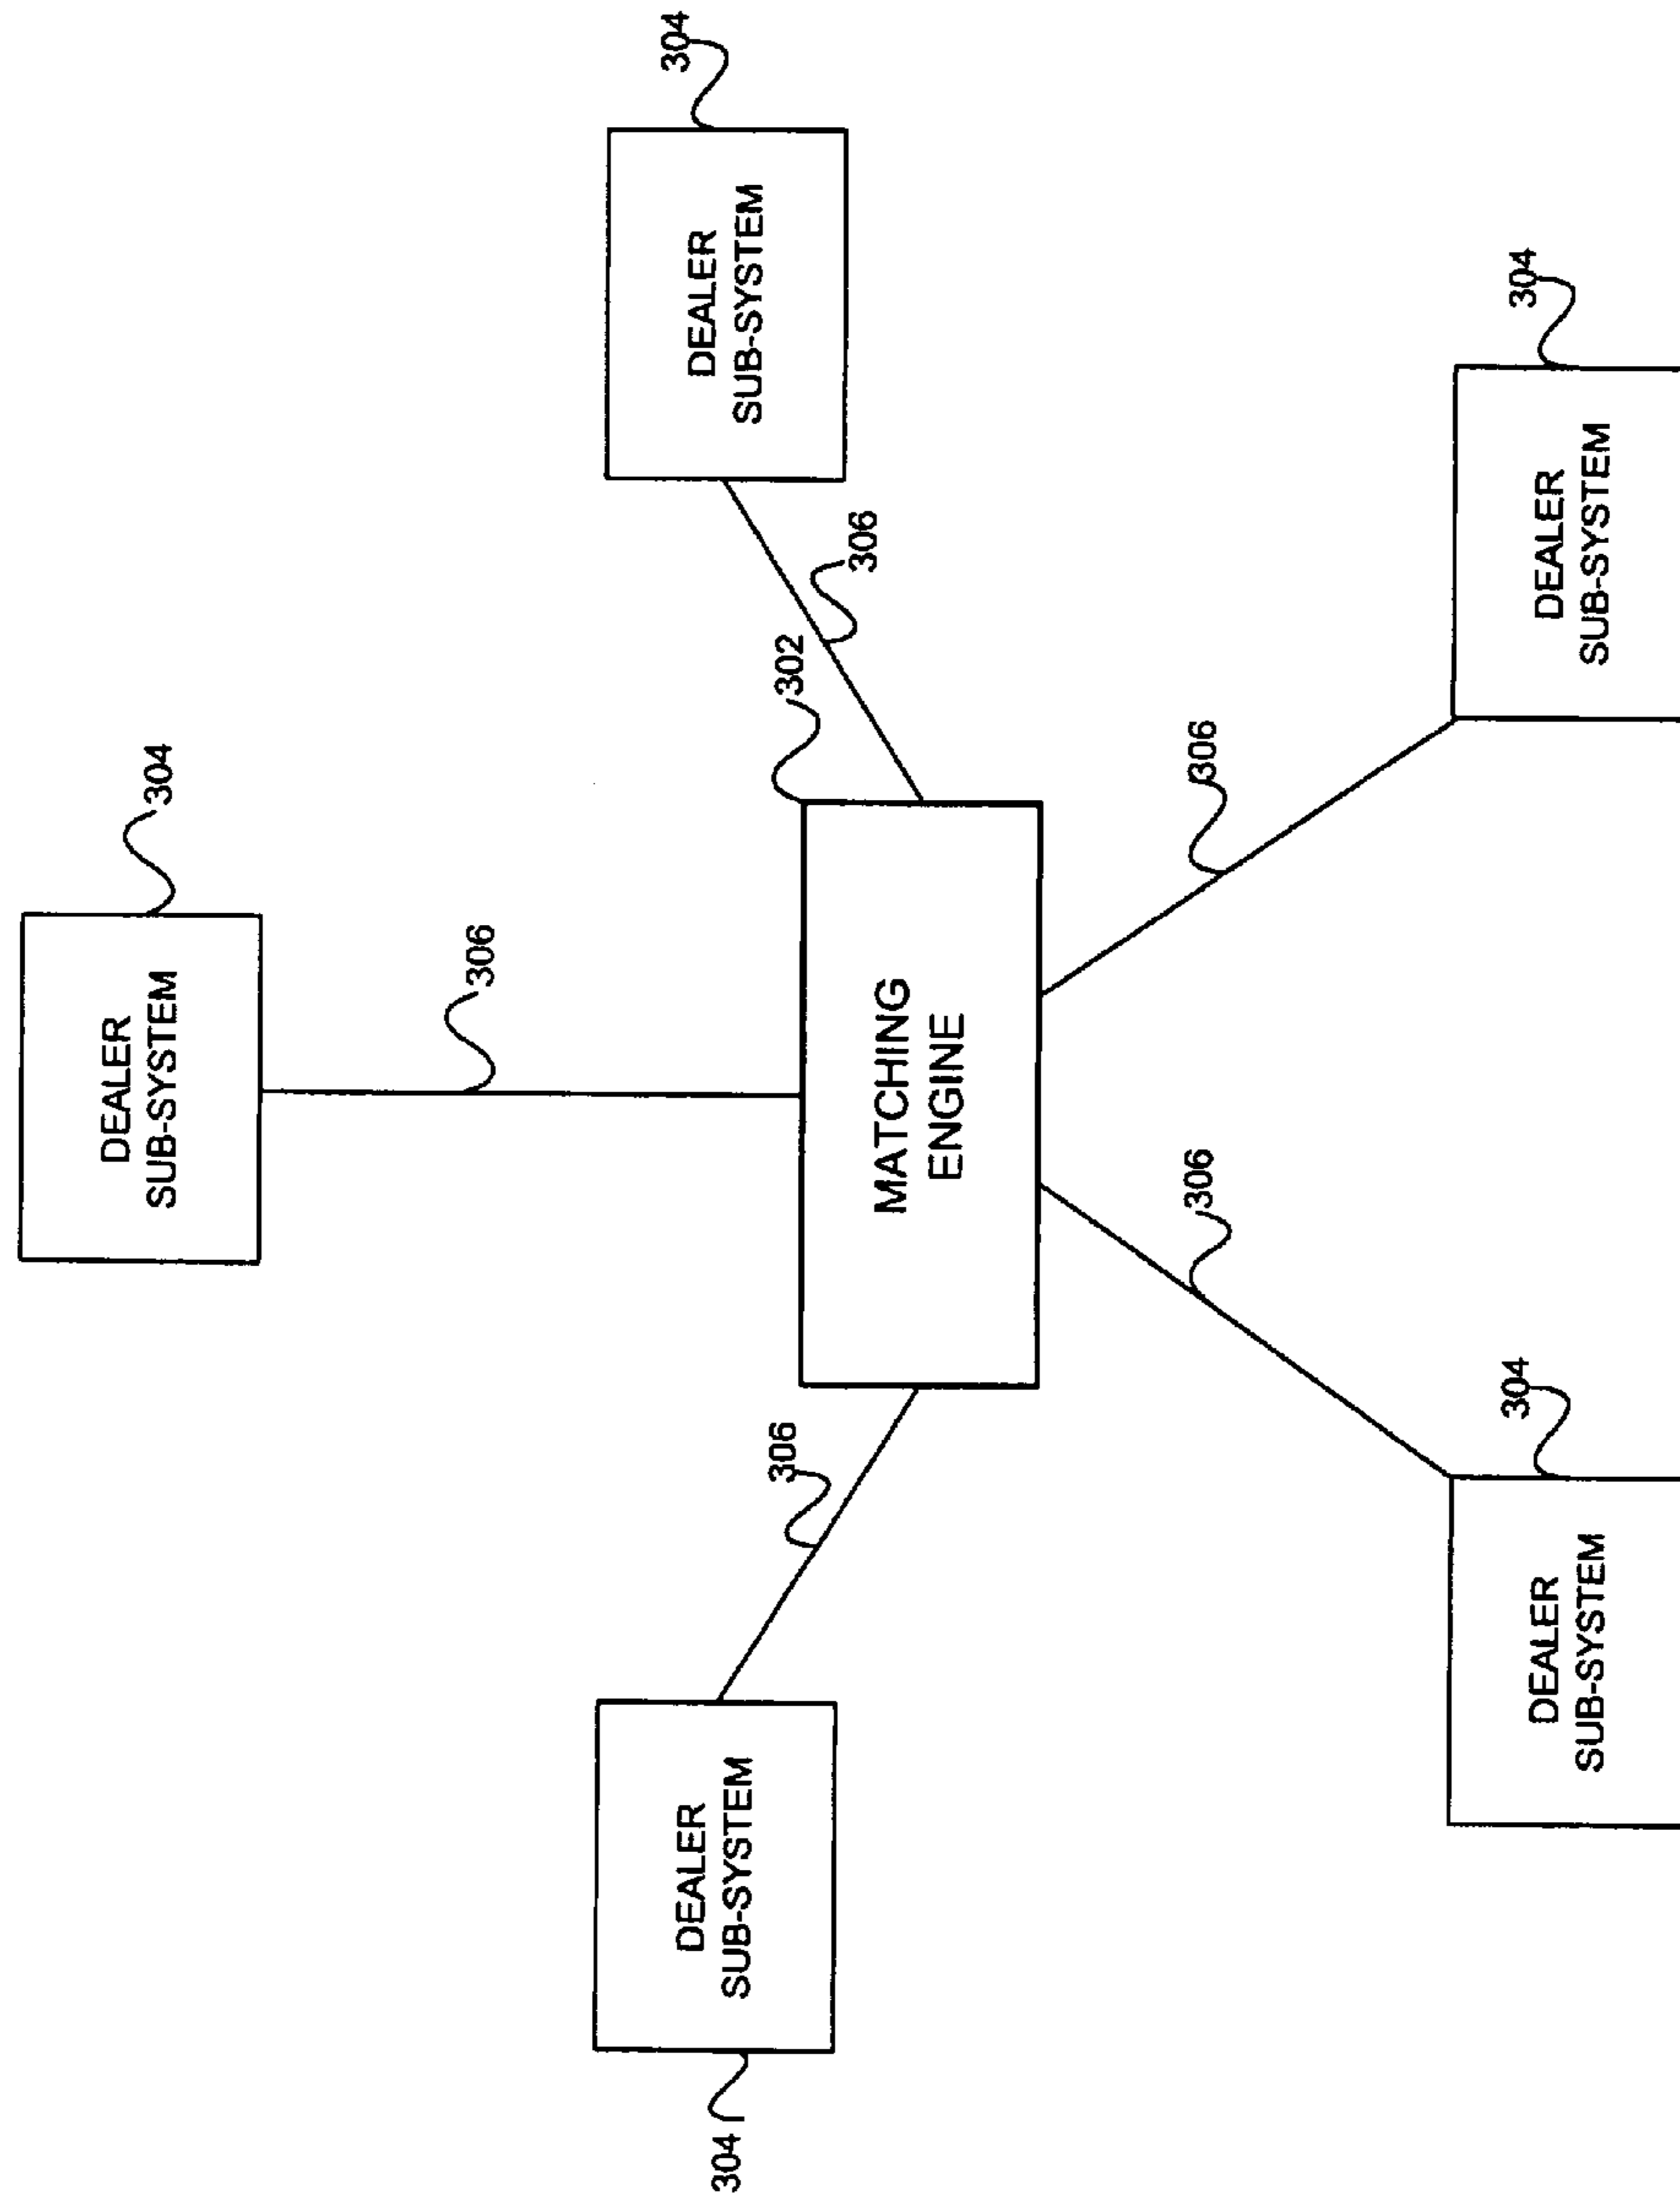 304
DEALER
SUB-SYSTEM
306
304
DEALER
SUB-SYSTEM
306
302
MATCHING
ENGINE
306
DEALER
SUB-SYSTEM
304
306
DEALER
SUB-SYSTEM
304
306
DEALER
SUB-SYSTEM
304